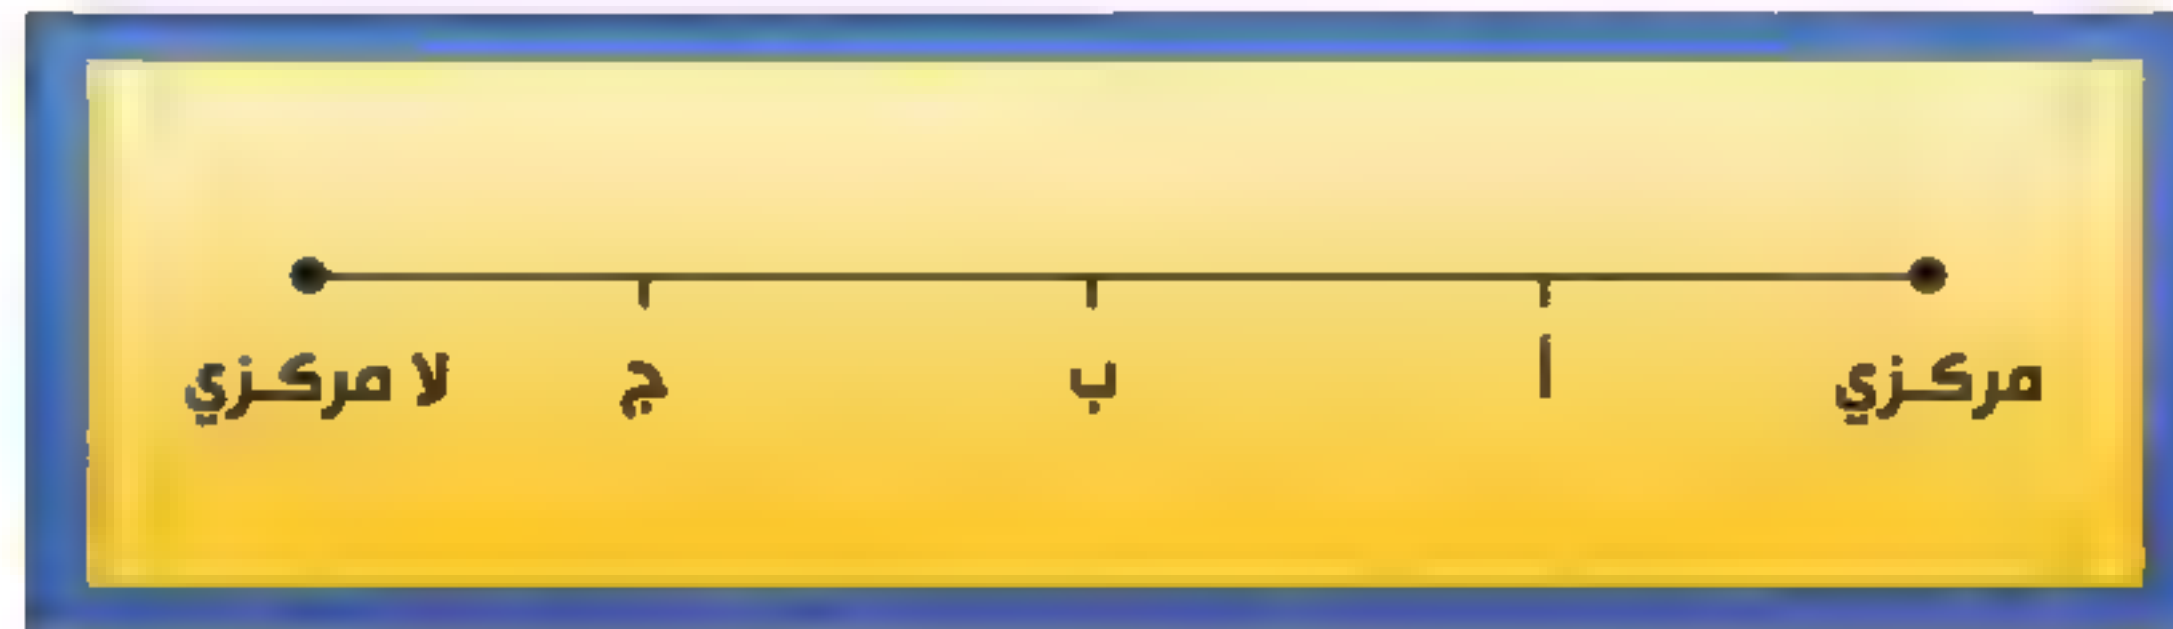 مركزي أ ب ج لا مركزي